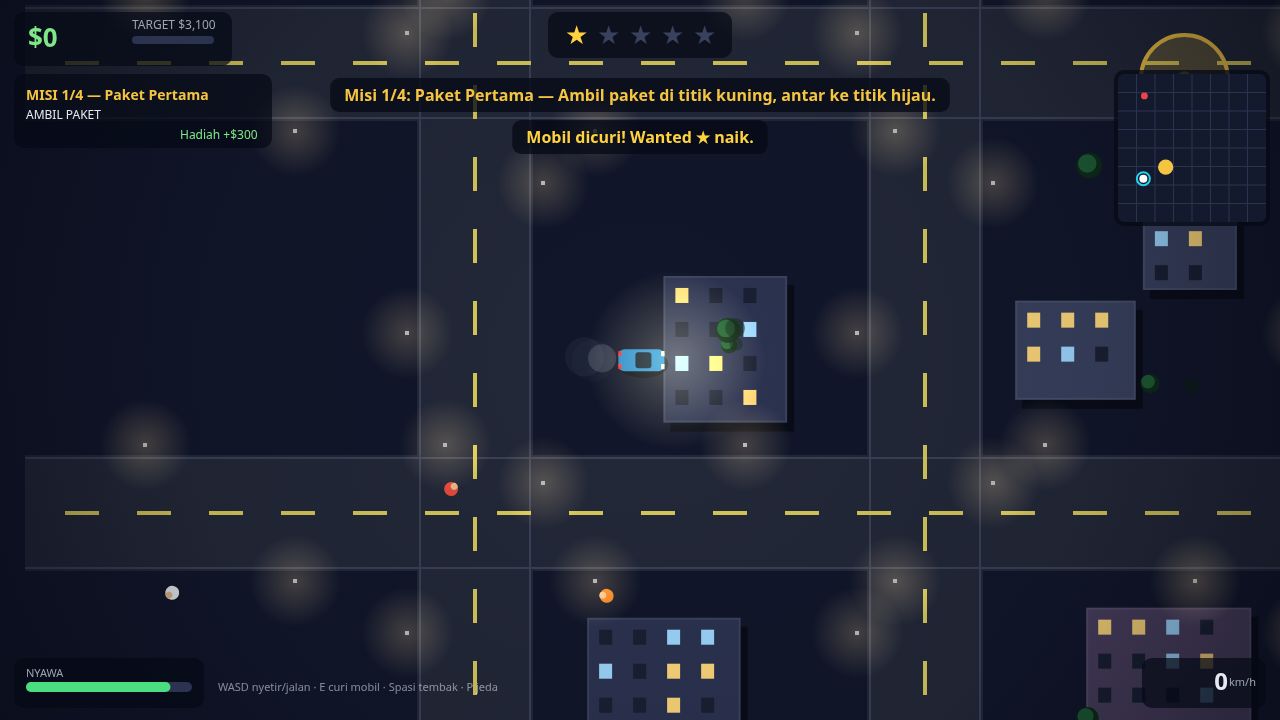 $0
TARGET $3,100
★★★★★
MISI 1/4 — Paket Pertama
AMBIL PAKET
Hadiah +$300
Misi 1/4: Paket Pertama — Ambil paket di titik kuning, antar ke titik hijau.
Mobil dicuri! Wanted ★ naik.
NYAWA
WASD nyetir/jalan · E curi mobil · Spasi tembak · P jeda
0 km/h